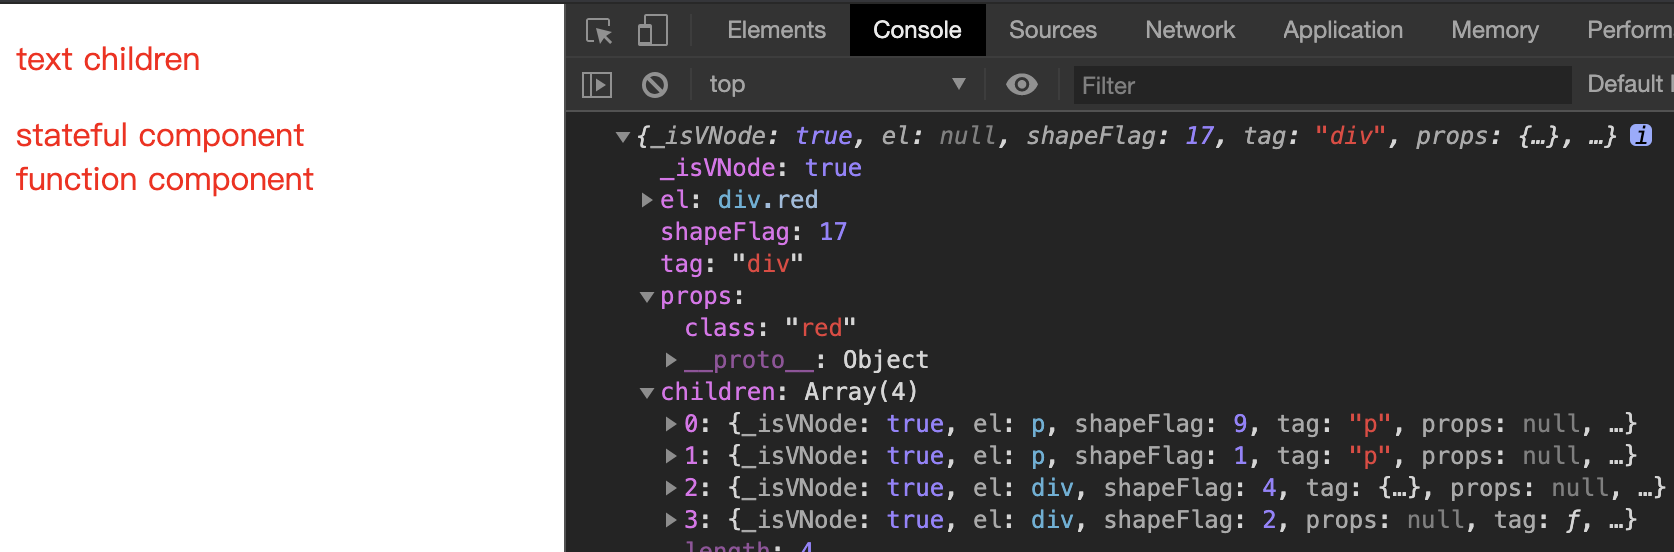 text children
stateful component
function component
Elements Console Sources Network Application Memory Perform
top Filter Default
{_isVNode: true, el: null, shapeFlag: 17, tag: "div", props: {…}, …} i
_isVNode: true
el: div.red
shapeFlag: 17
tag: "div"
props:
class: "red"
__proto__: Object
children: Array(4)
0: {_isVNode: true, el: p, shapeFlag: 9, tag: "p", props: null, …}
1: {_isVNode: true, el: p, shapeFlag: 1, tag: "p", props: null, …}
2: {_isVNode: true, el: div, shapeFlag: 4, tag: {…}, props: null, …}
3: {_isVNode: true, el: div, shapeFlag: 2, props: null, tag: ƒ, …}
length: 4